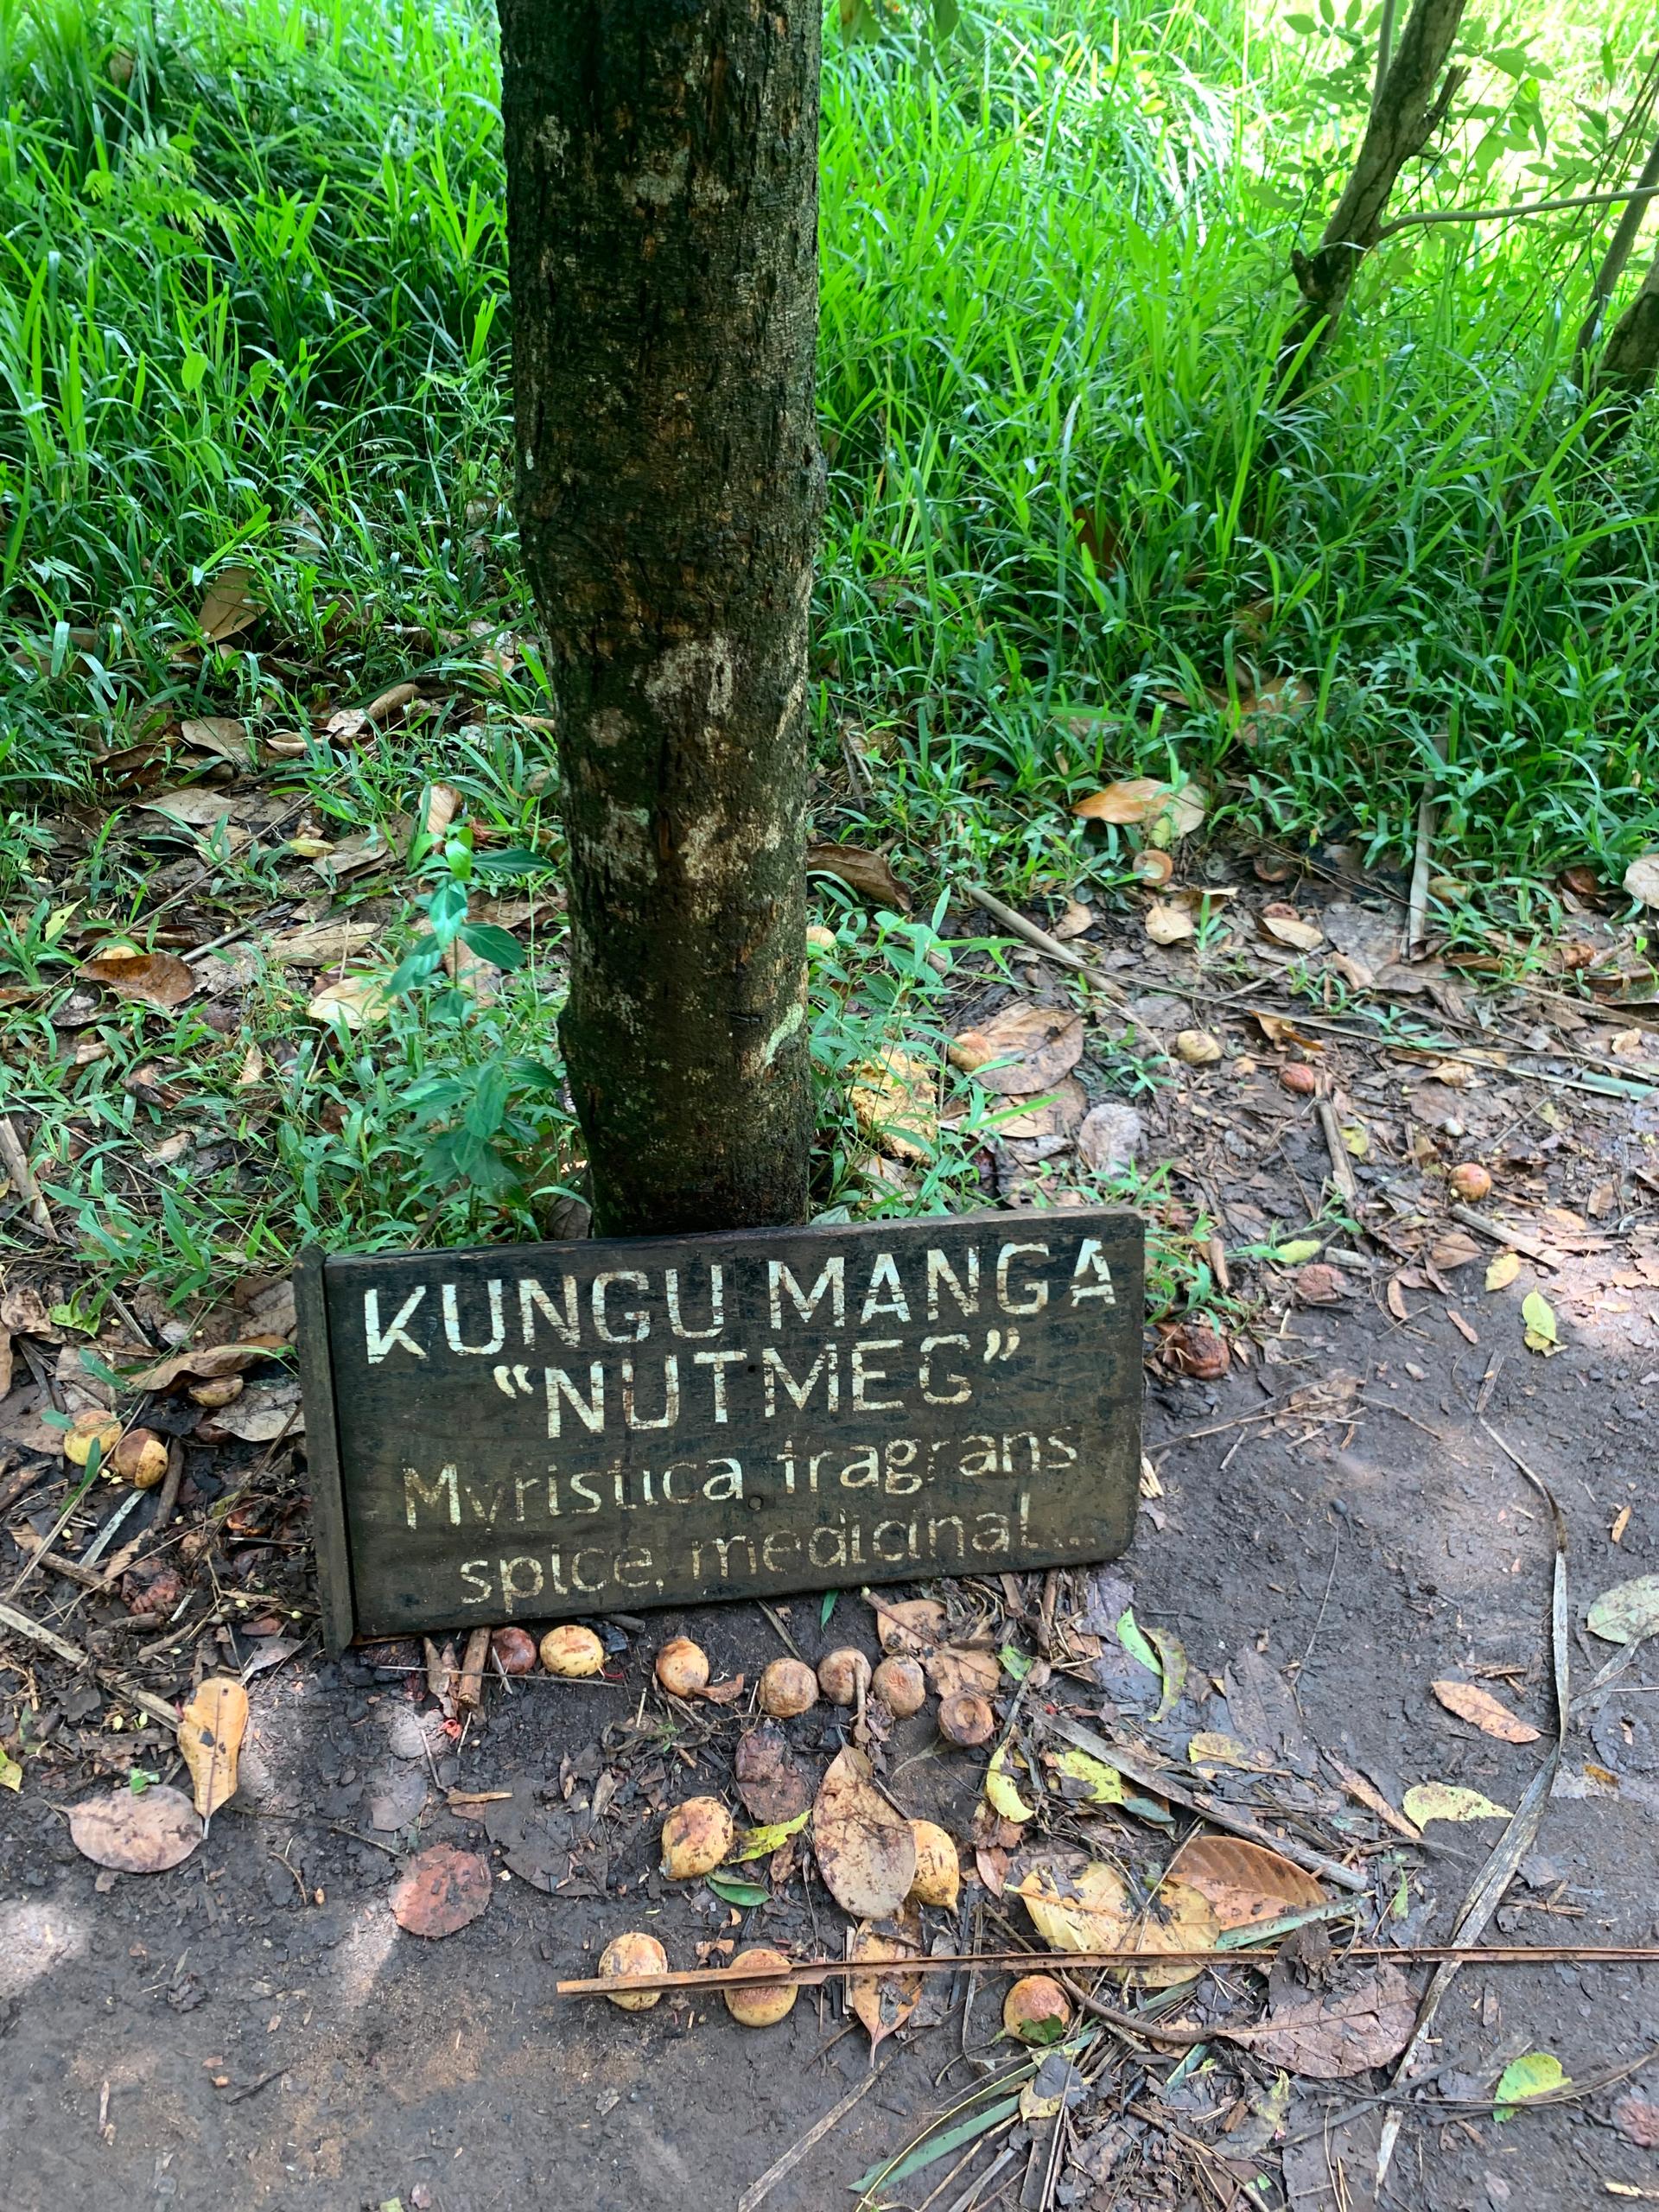 KUNGU MANGA
“NUTMEG”
Myristica fragrans
spice, medicinal...